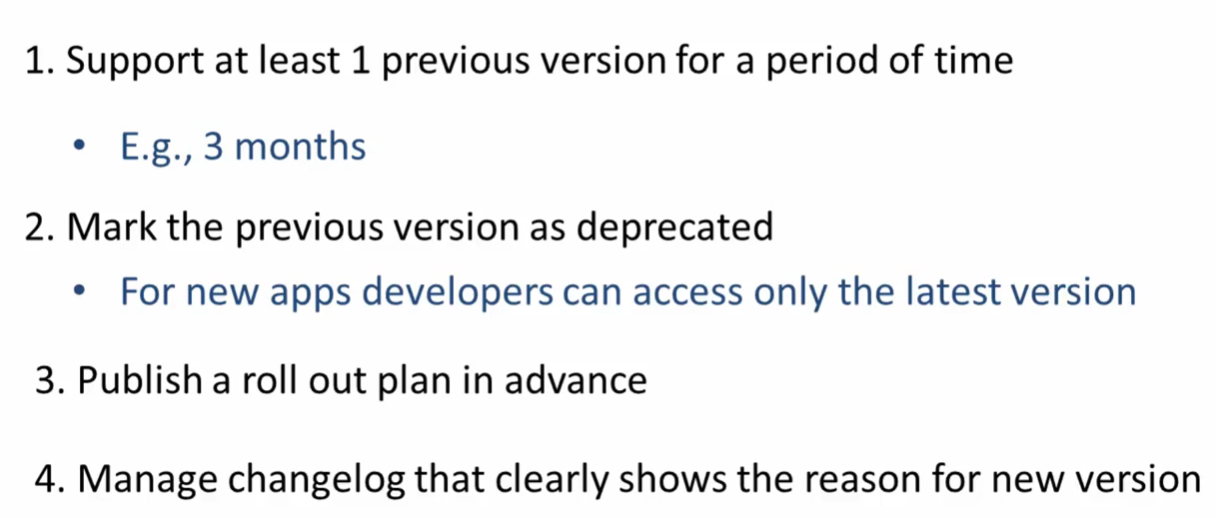 1. Support at least 1 previous version for a period of time
• E.g., 3 months
2. Mark the previous version as deprecated
• For new apps developers can access only the latest version
3. Publish a roll out plan in advance
4. Manage changelog that clearly shows the reason for new version